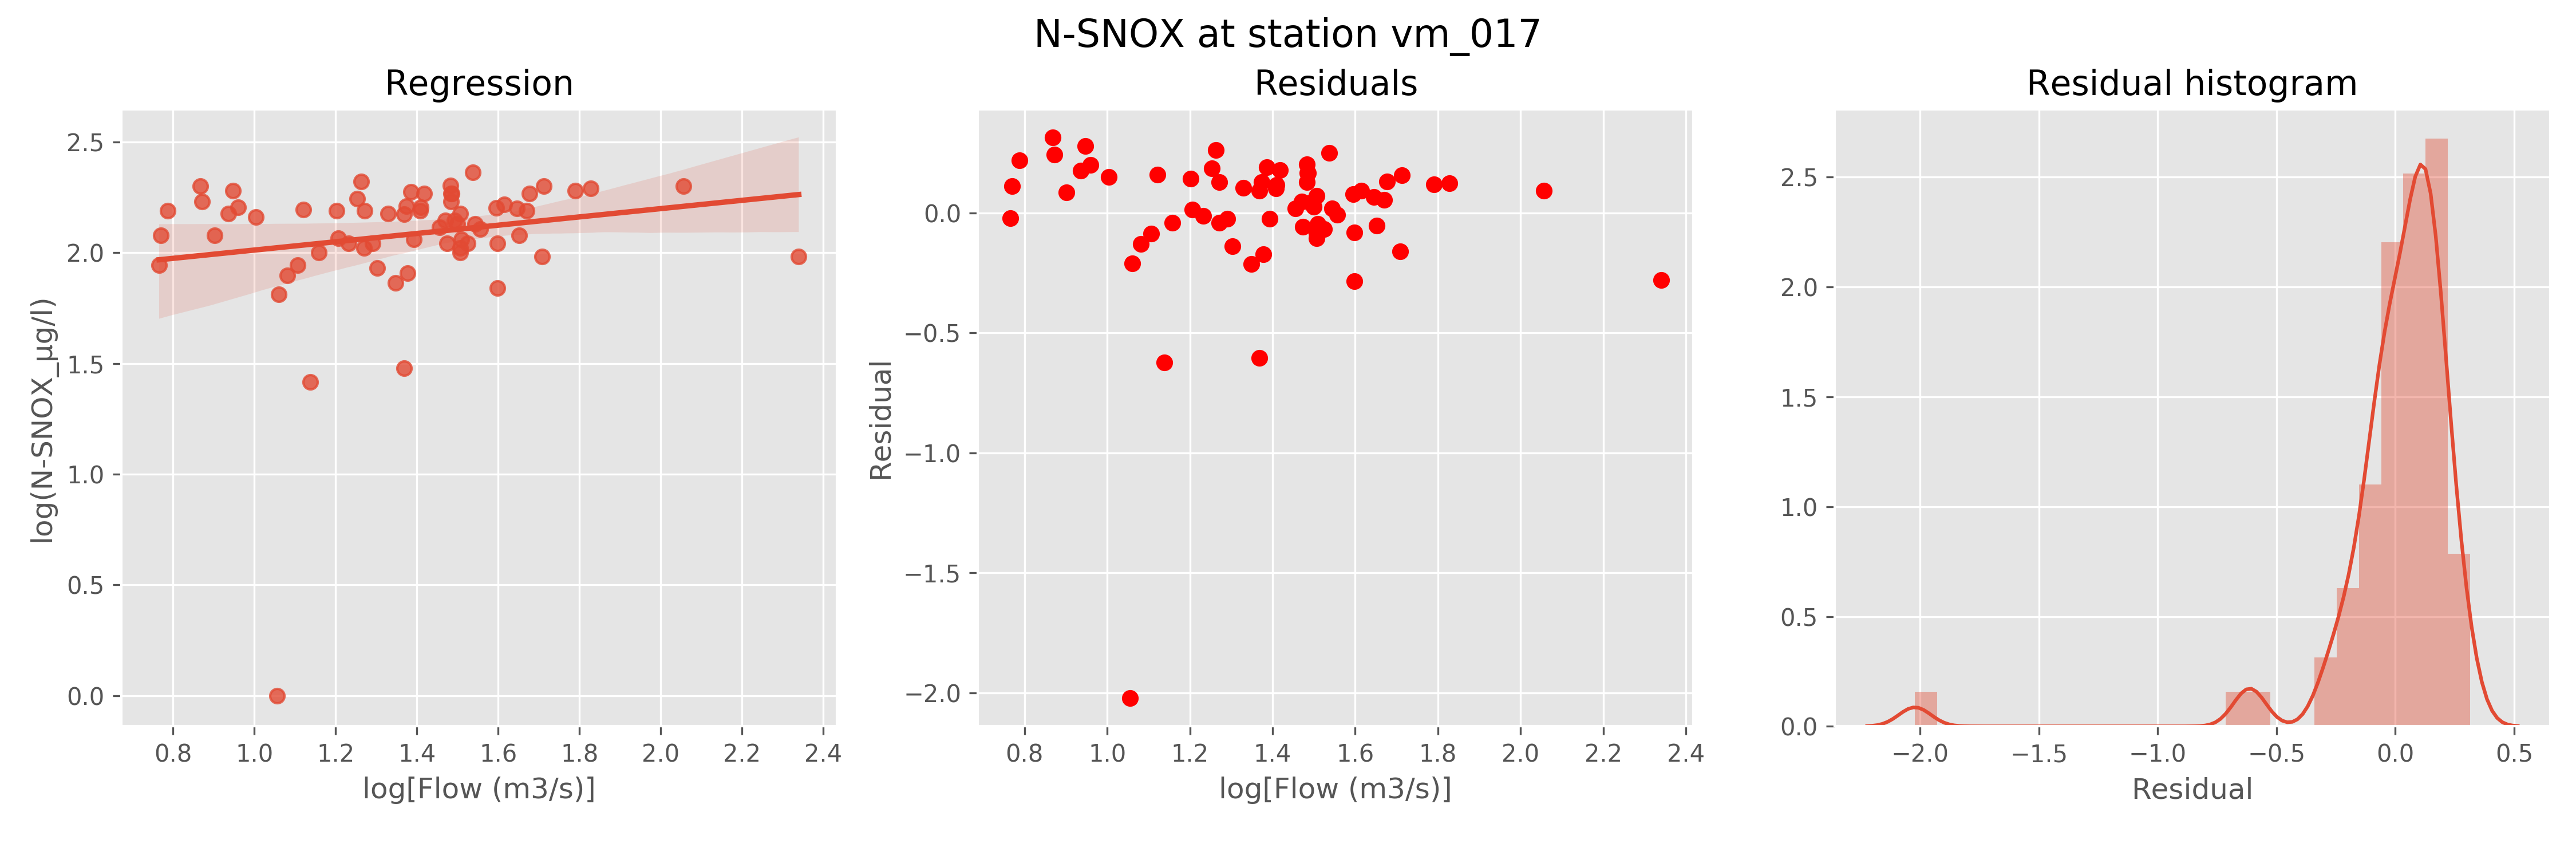 N-SNOX at station vm_017
Regression
2.5
2.0
1.5
1.0
0.5
0.0
log(N-SNOX_µg/l)
0.8 1.0 1.2 1.4 1.6 1.8 2.0 2.2 2.4
log[Flow (m3/s)]
Residuals
0.0
−0.5
−1.0
−1.5
−2.0
Residual
0.8 1.0 1.2 1.4 1.6 1.8 2.0 2.2 2.4
log[Flow (m3/s)]
Residual histogram
2.5
2.0
1.5
1.0
0.5
0.0
−2.0 −1.5 −1.0 −0.5 0.0 0.5
Residual